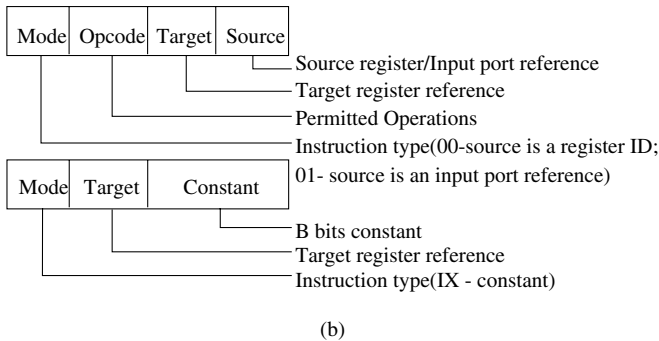 Mode Opcode Target Source
Source register/Input port reference
Target register reference
Permitted Operations
Instruction type(00-source is a register ID;
01- source is an input port reference)
Mode Target Constant
B bits constant
Target register reference
Instruction type(IX - constant)
(b)